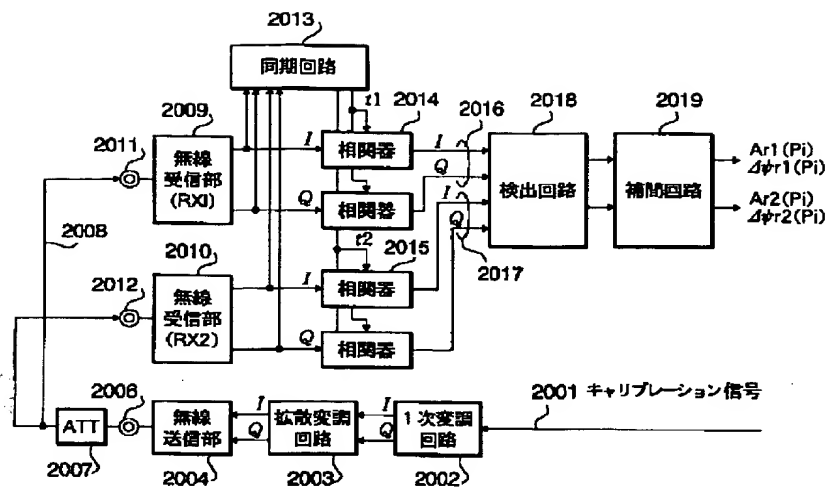 2013
同期回路
2009
2011
無線
受信部
(RX1)
I
Q
t1
2014
相関器
相関器
I
Q
2016
2018
検出回路
2019
補間回路
Ar1(Pi)
Δψr1(Pi)
Ar2(Pi)
Δψr2(Pi)
2008
2010
2012
無線
受信部
(RX2)
I
Q
t2
2015
相関器
相関器
I
Q
2017
2006
ATT
2007
無線
送信部
2004
I
Q
拡散変調
回路
2003
I
Q
1次変調
回路
2002
2001 キャリブレーション信号